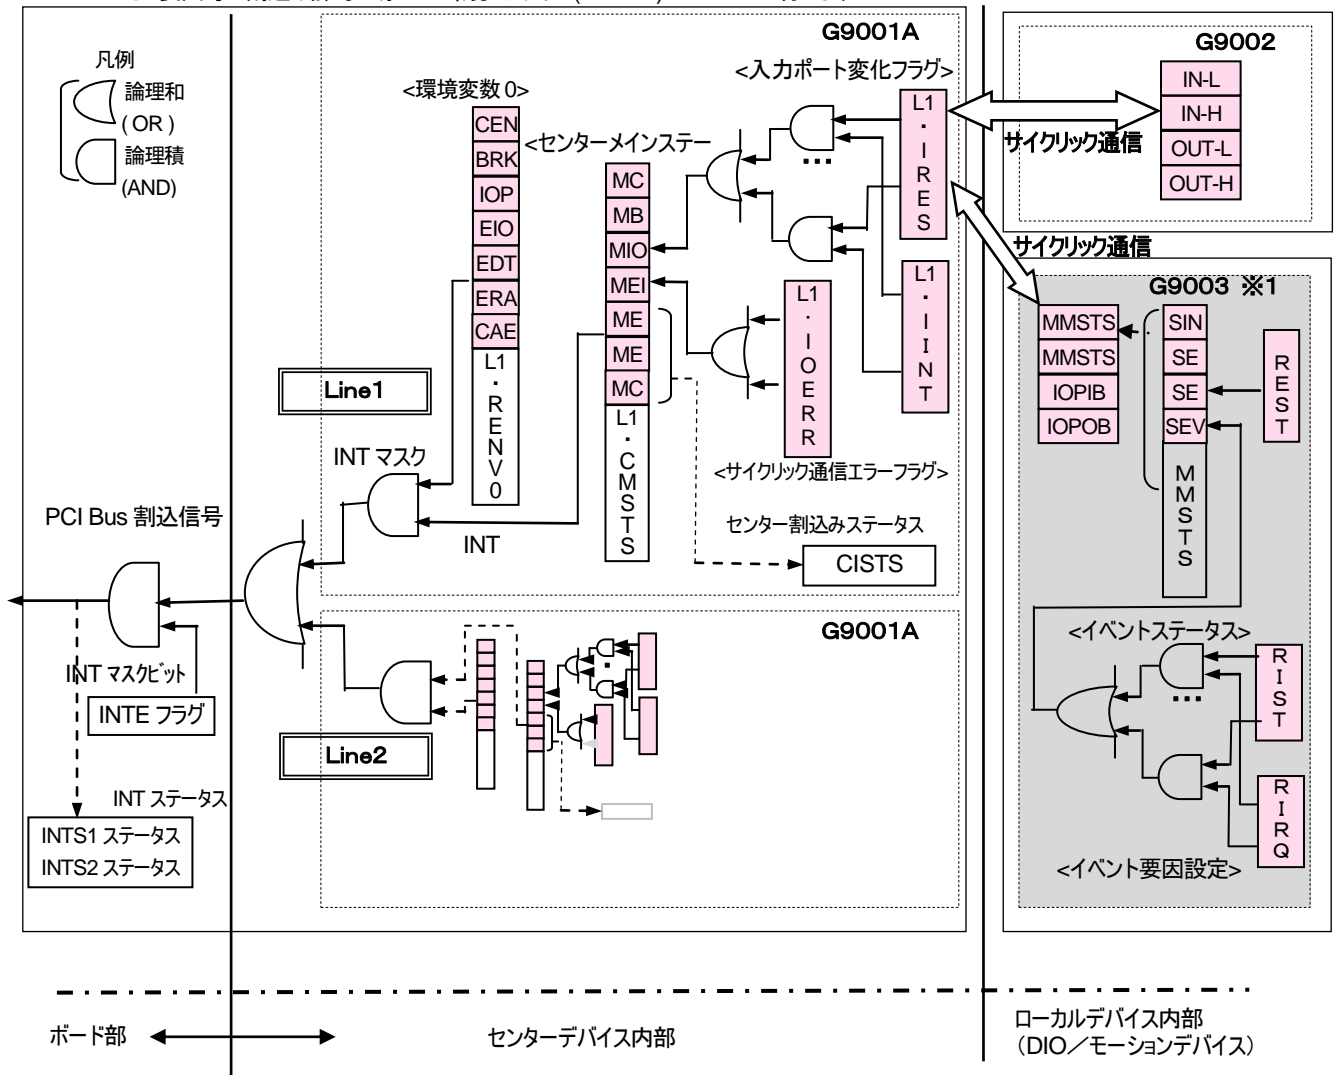 凡例
論理和
( OR )
論理積
(AND)
G9001A
<入力ポート変化フラグ>
<環境変数 0>
<センターメインステー
CEN
BRK
IOP
EIO
EDT
ERA
CAE
L1・RENV0
MC
MB
MIO
MEI
ME
ME
MC
L1・CMSTS
L1・IRES
L1・IINT
L1・IOERR
<サイクリック通信エラーフラグ>
センター割込みステータス
CISTS
Line1
INT マスク
INT
PCI Bus 割込信号
INT マスクビット
INTE フラグ
INT ステータス
INTS1 ステータス
INTS2 ステータス
G9001A
Line2
G9002
IN-L
IN-H
OUT-L
OUT-H
サイクリック通信
サイクリック通信
G9003 ※1
MMSTS
MMSTS
IOPIB
IOPOB
SIN
SE
SE
SEV
MMSTS
REST
<イベントステータス>
RIST
RIRQ
<イベント要因設定>
ボード部
センターデバイス内部
ローカルデバイス内部
(DIO／モーションデバイス)